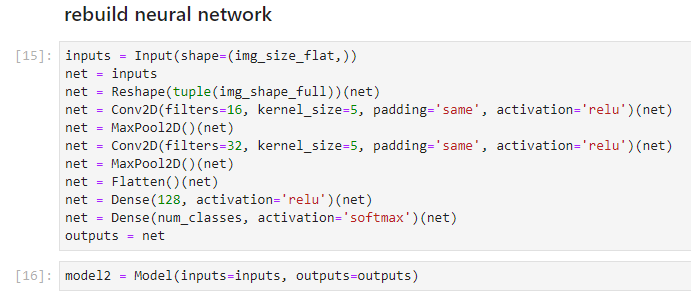 rebuild neural network
[15]: inputs = Input(shape=(img_size_flat,))
net = inputs
net = Reshape(tuple(img_shape_full))(net)
net = Conv2D(filters=16, kernel_size=5, padding='same', activation='relu')(net)
net = MaxPool2D()(net)
net = Conv2D(filters=32, kernel_size=5, padding='same', activation='relu')(net)
net = MaxPool2D()(net)
net = Flatten()(net)
net = Dense(128, activation='relu')(net)
net = Dense(num_classes, activation='softmax')(net)
outputs = net
[16]: model2 = Model(inputs=inputs, outputs=outputs)